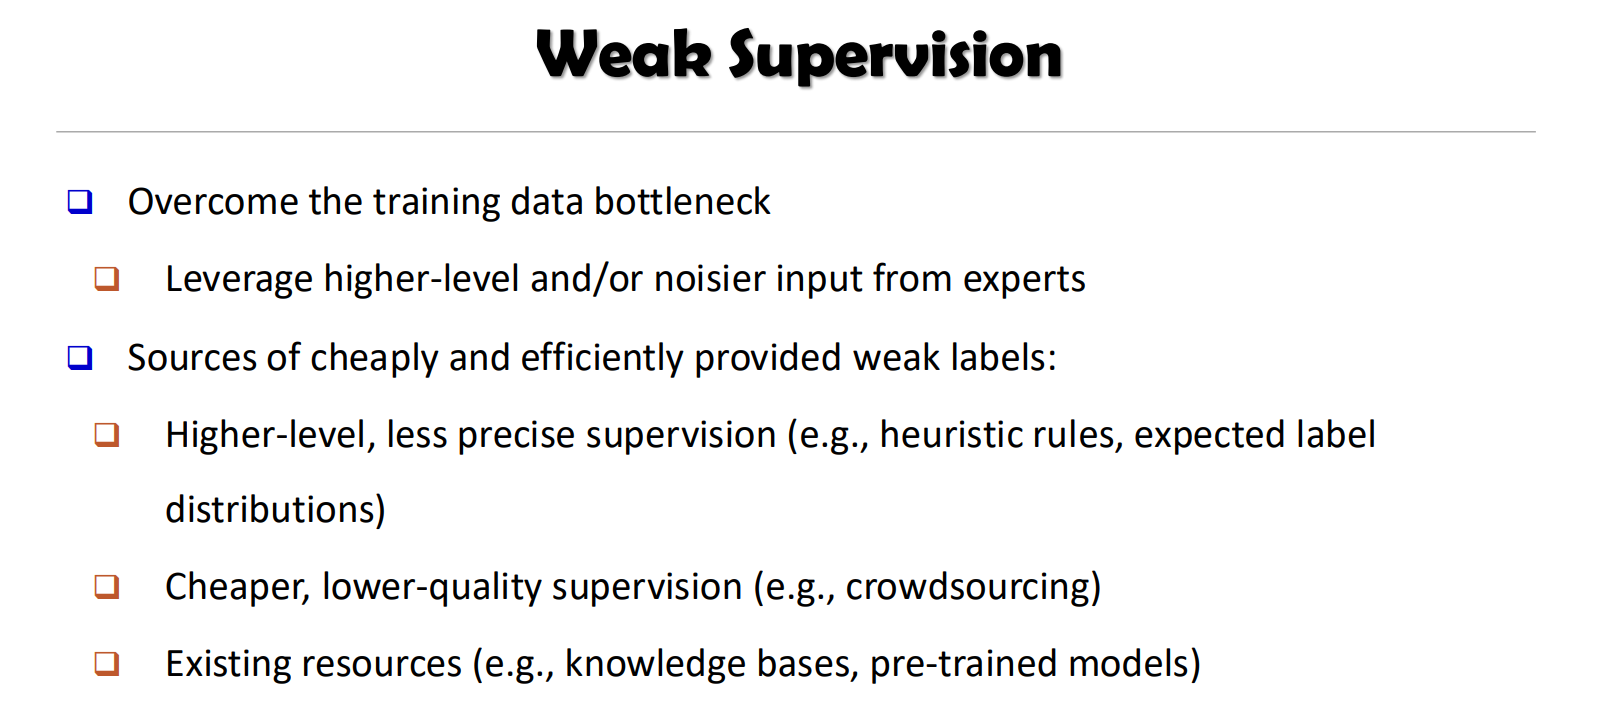 Weak Supervision
Overcome the training data bottleneck
Leverage higher-level and/or noisier input from experts
Sources of cheaply and efficiently provided weak labels:
Higher-level, less precise supervision (e.g., heuristic rules, expected label
distributions)
Cheaper, lower-quality supervision (e.g., crowdsourcing)
Existing resources (e.g., knowledge bases, pre-trained models)